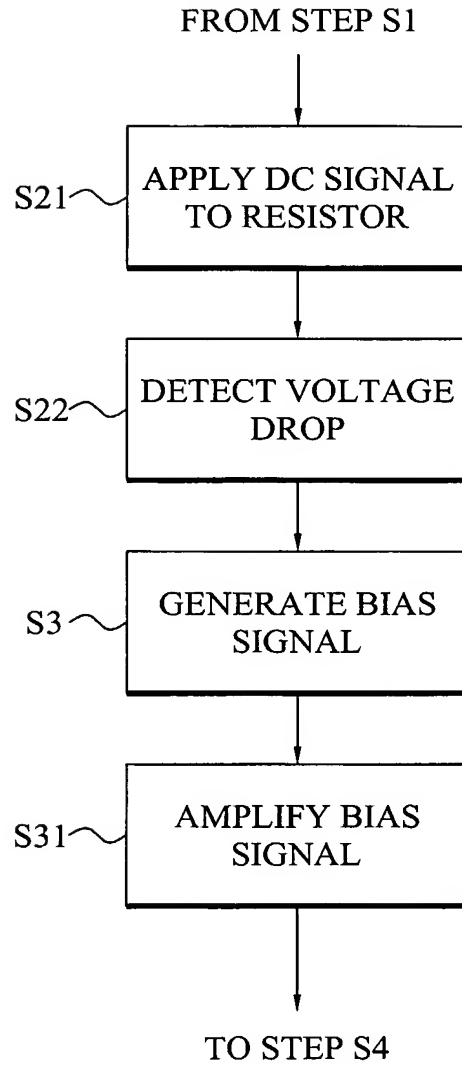 FROM STEP S1
S21
APPLY DC SIGNAL
TO RESISTOR
S22
DETECT VOLTAGE
DROP
S3
GENERATE BIAS
SIGNAL
S31
AMPLIFY BIAS
SIGNAL
TO STEP S4